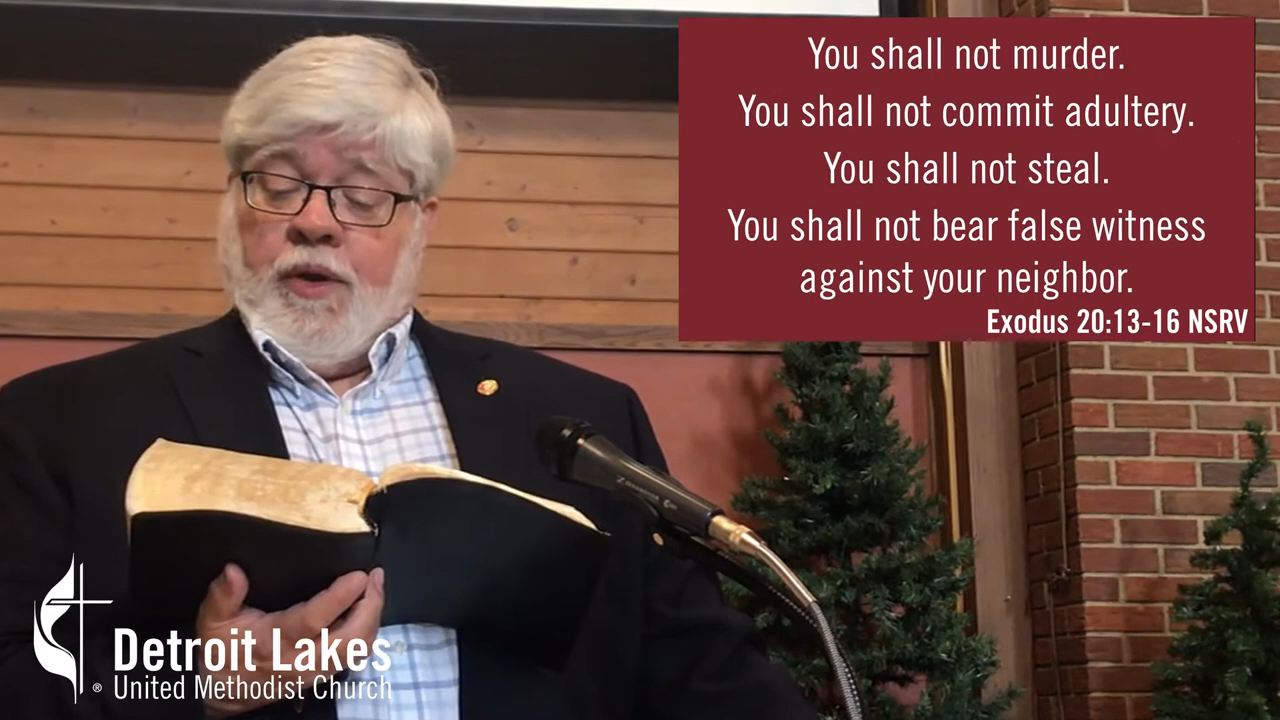 You shall not murder.
You shall not commit adultery.
You shall not steal.
You shall not bear false witness
against your neighbor.
Exodus 20:13-16 NSRV
Detroit Lakes
® United Methodist Church